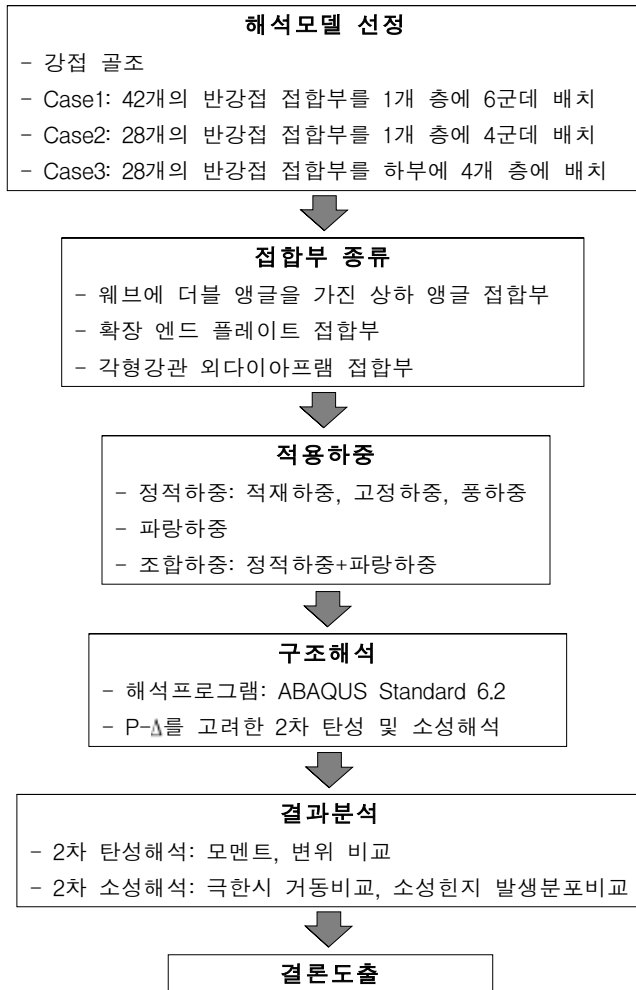 해석모델 선정
- 강접 골조
- Case1: 42개의 반강접 접합부를 1개 층에 6군데 배치
- Case2: 28개의 반강접 접합부를 1개 층에 4군데 배치
- Case3: 28개의 반강접 접합부를 하부에 4개 층에 배치
접합부 종류
- 웨브에 더블 앵글을 가진 상하 앵글 접합부
- 확장 엔드 플레이트 접합부
- 각형강관 외다이아프램 접합부
적용하중
- 정적하중: 적재하중, 고정하중, 풍하중
- 파랑하중
- 조합하중: 정적하중+파랑하중
구조해석
- 해석프로그램: ABAQUS Standard 6.2
- P-Δ를 고려한 2차 탄성 및 소성해석
결과분석
- 2차 탄성해석: 모멘트, 변위 비교
- 2차 소성해석: 극한시 거동비교, 소성힌지 발생분포비교
결론도출